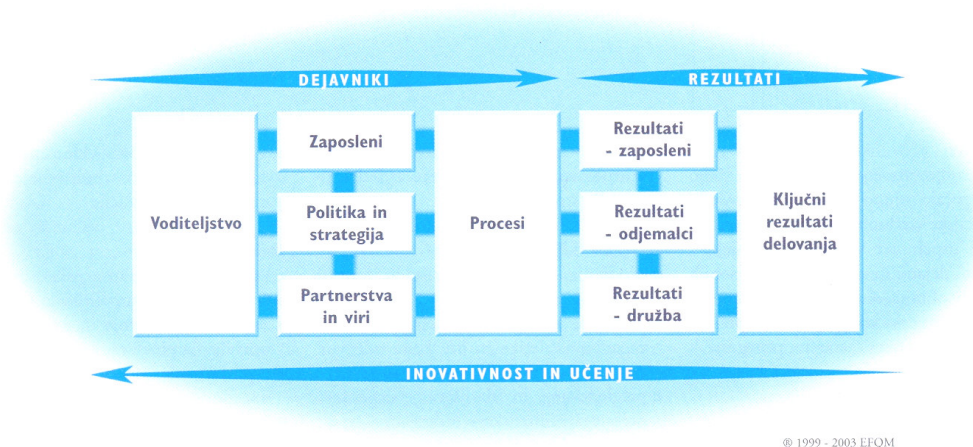 DEJAVNIKI
REZULTATI
Voditeljstvo
Zaposleni
Politika in
strategija
Partnerstva
in viri
Procesi
Rezultati
- zaposleni
Rezultati
- odjemalci
Rezultati
- družba
Ključni
rezultati
delovanja
INOVATIVNOST IN UČENJE
® 1999 - 2003 EFOM